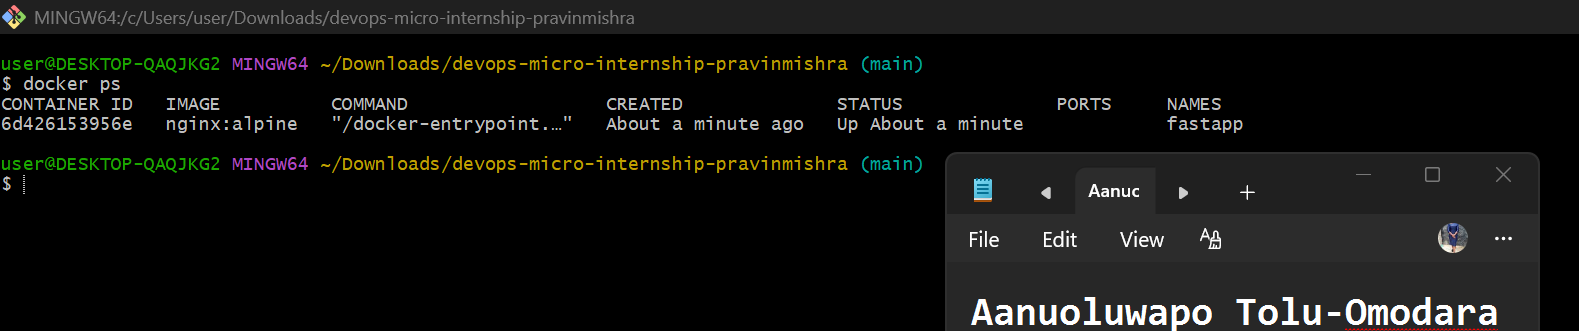 MINGW64:/c/Users/user/Downloads/devops-micro-internship-pravinmishra
user@DESKTOP-QAQJKG2 MINGW64 ~/Downloads/devops-micro-internship-pravinmishra (main)
$ docker ps
CONTAINER ID   IMAGE          COMMAND                  CREATED              STATUS              PORTS     NAMES
6d426153956e   nginx:alpine   "/docker-entrypoint.…"   About a minute ago   Up About a minute             fastapp
user@DESKTOP-QAQJKG2 MINGW64 ~/Downloads/devops-micro-internship-pravinmishra (main)
$
Aanuc
File Edit View
Aanuoluwapo Tolu-Omodara